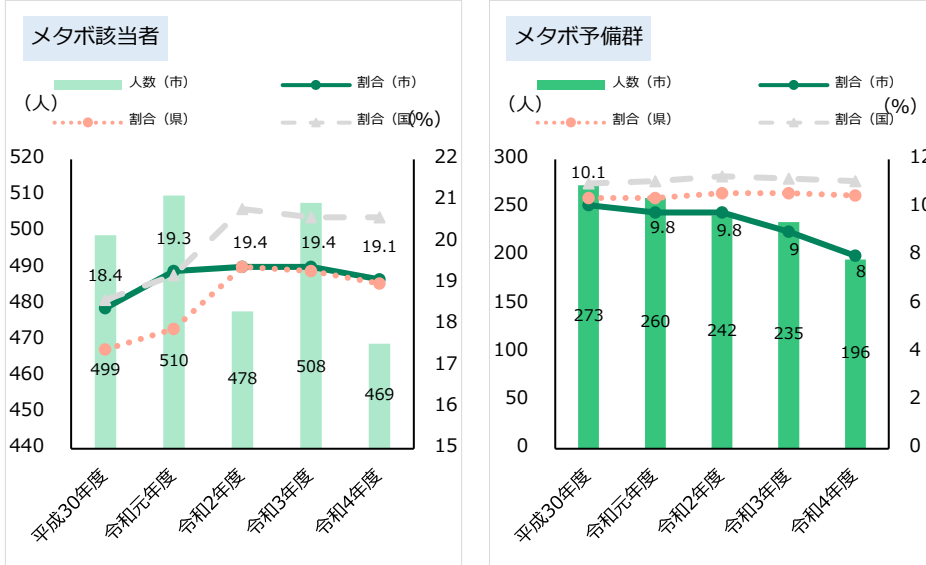 メタボ該当者
人数（市）
割合（市）
（人）
割合（県）
割合（国）
(%)
520
510
500
490
480
470
460
450
440
22
21
20
19
18
17
16
15
18.4
19.3
19.4
19.4
19.1
499
510
478
508
469
平成30年度
令和元年度
令和2年度
令和3年度
令和4年度
メタボ予備群
人数（市）
割合（市）
（人）
割合（県）
割合（国）
(%)
300
250
200
150
100
50
0
12
10
8
6
4
2
0
10.1
9.8
9.8
9
8
273
260
242
235
196
平成30年度
令和元年度
令和2年度
令和3年度
令和4年度